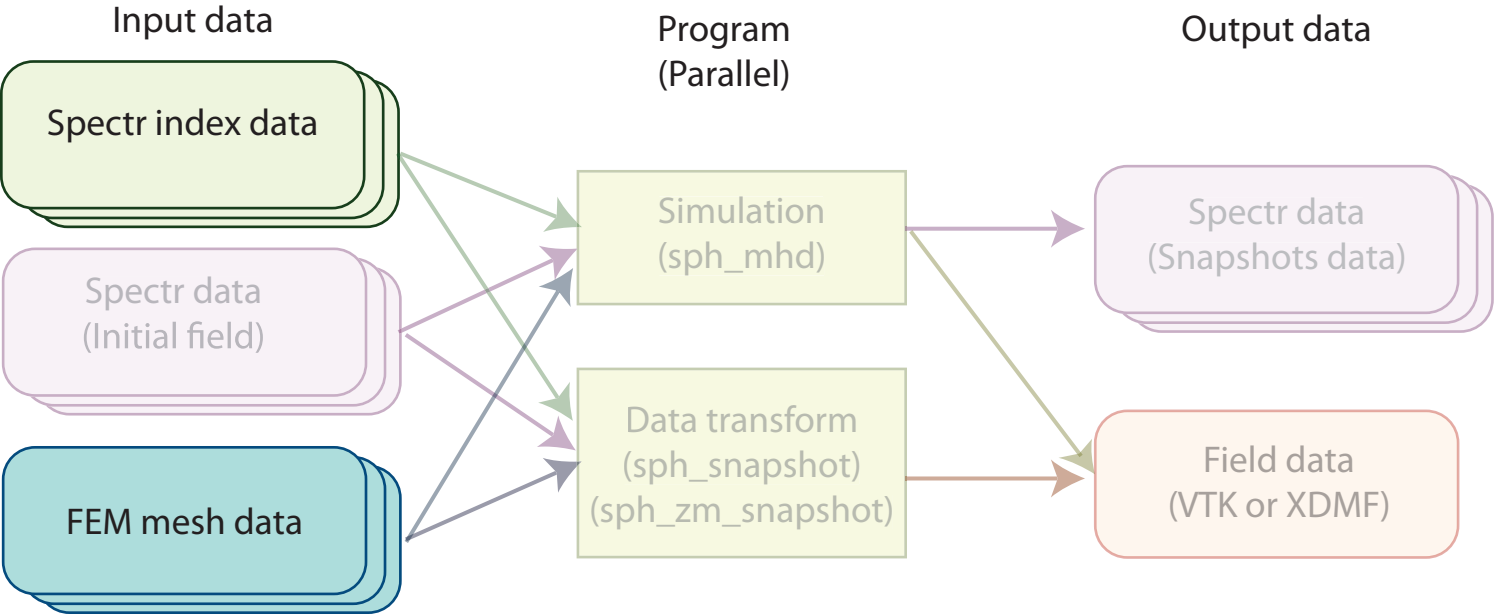 Input data
Program
(Parallel)
Output data
Spectr index data
Spectr data
(Initial field)
FEM mesh data
Simulation
(sph_mhd)
Data transform
(sph_snapshot)
(sph_zm_snapshot)
Spectr data
(Snapshots data)
Field data
(VTK or XDMF)